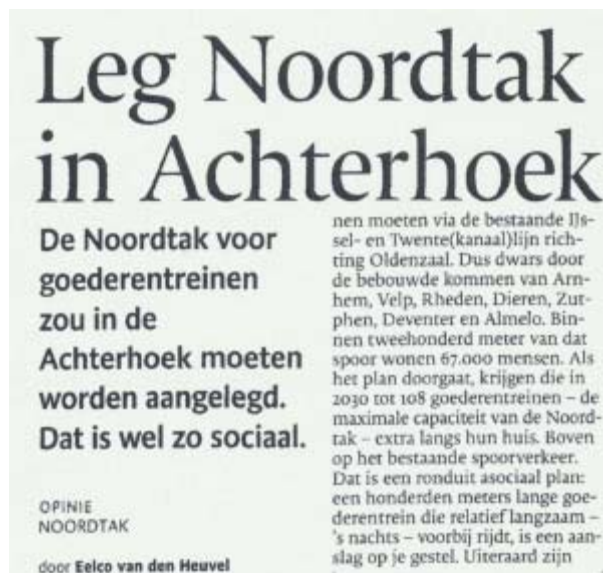 Leg Noordtak
in Achterhoek
De Noordtak voor
goederentreinen
zou in de
Achterhoek moeten
worden aangelegd.
Dat is wel zo sociaal.
OPINIE
NOORDTAK
door Eelco van den Heuvel
nen moeten via de bestaande IJs-
sel- en Twente(kanaal)lijn rich-
ting Oldenzaal. Dus dwars door
de bebouwde kommen van Arn-
hem, Velp, Rheden, Dieren, Zut-
phen, Deventer en Almelo. Bin-
nen tweehonderd meter van dat
spoor wonen 67.000 mensen. Als
het plan doorgaat, krijgen die in
2030 tot 108 goederentreinen – de
maximale capaciteit van de Noord-
tak – extra langs hun huis. Boven
op het bestaande spoorverkeer.
Dat is een ronduit asociaal plan:
een honderden meters lange goe-
derentrein die relatief langzaam –
's nachts – voorbij rijdt, is een aan-
slag op je gestel. Uiteraard zijn